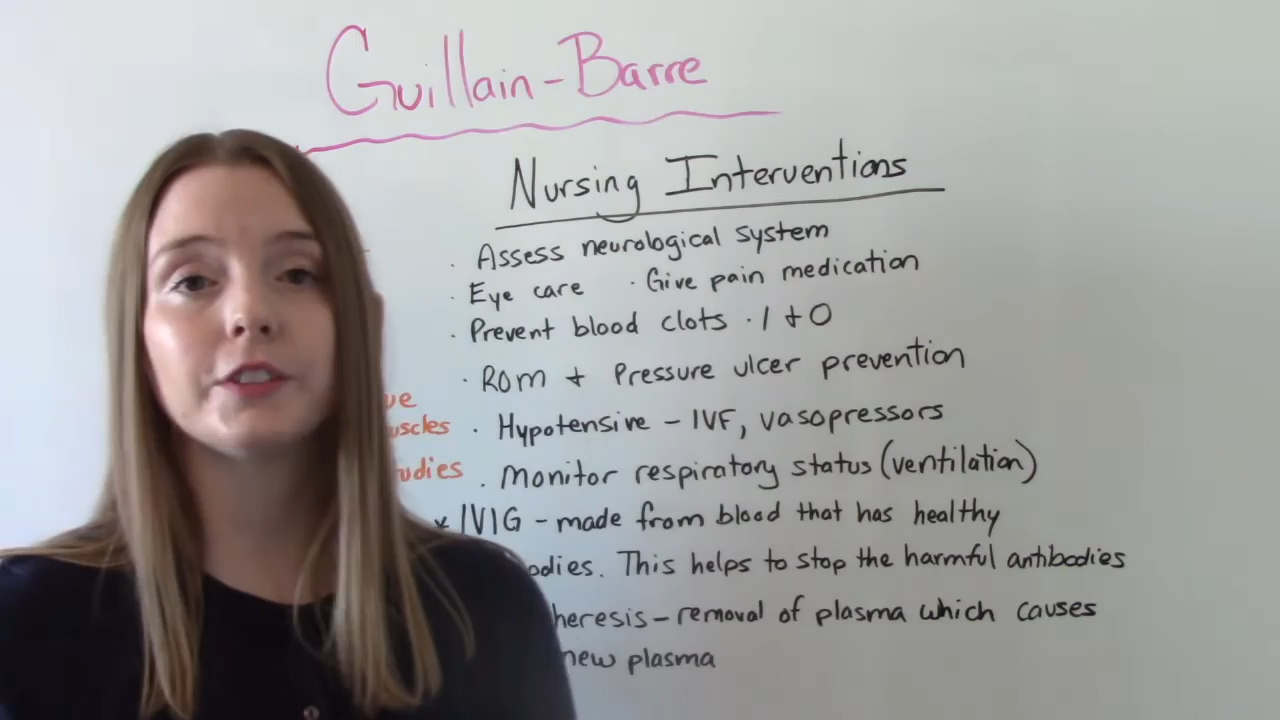 Guillain-Barre
Nursing Interventions
. Assess neurological system
. Eye care . Give pain medication
. Prevent blood clots . I + O
. ROM + Pressure ulcer prevention
. Hypotensive - IVF, vasopressors
. Monitor respiratory status (ventilation)
* IVIG - made from blood that has healthy
odies. This helps to stop the harmful antibodies
heresis - removal of plasma which causes
new plasma
ve
uscles
udies